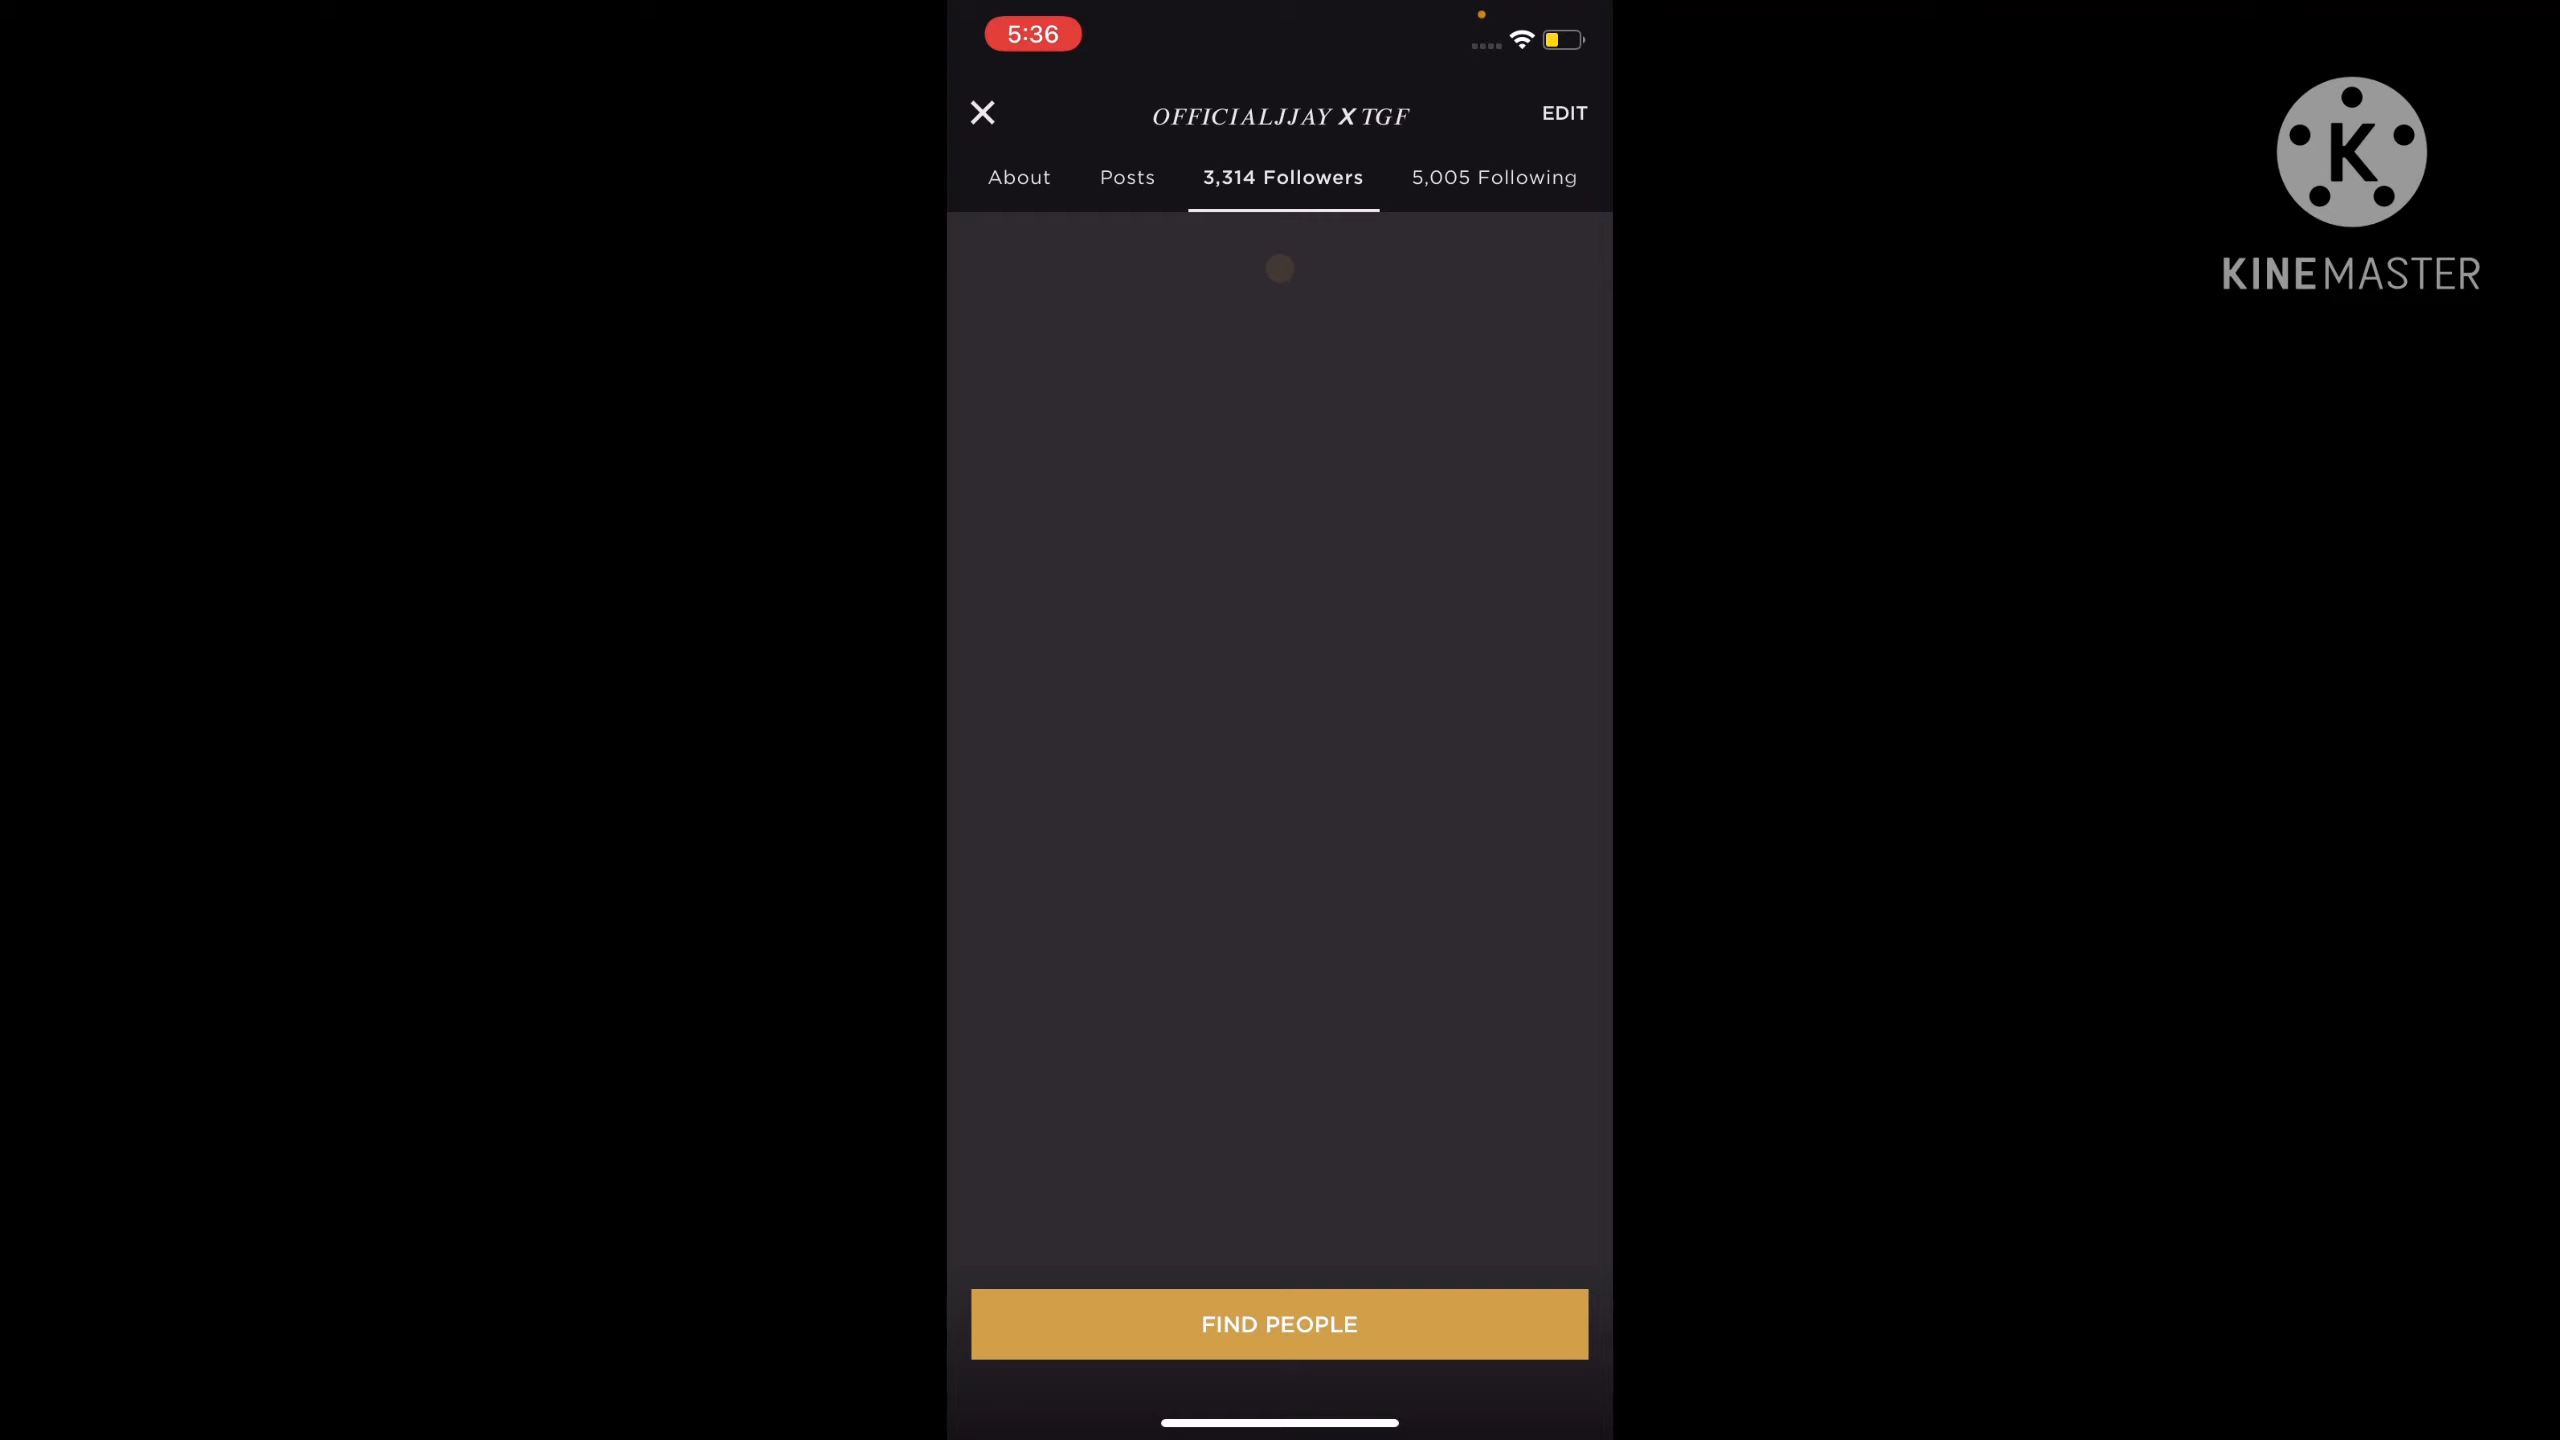 5:36
OFFICIALJJAY X TGF
EDIT
About
Posts
3,314 Followers
5,005 Following
K
KINEMASTER
FIND PEOPLE